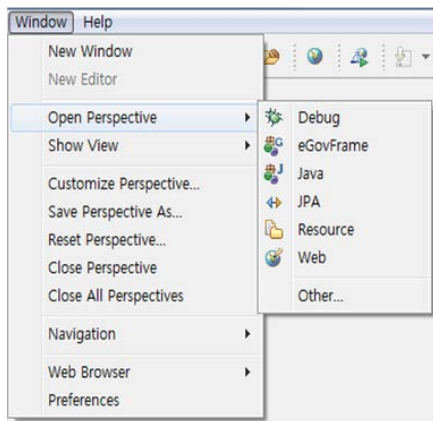 Window Help
New Window
New Editor
Open Perspective
Show View
Customize Perspective...
Save Perspective As...
Reset Perspective...
Close Perspective
Close All Perspectives
Navigation
Web Browser
Preferences
Debug
eGovFrame
Java
JPA
Resource
Web
Other...